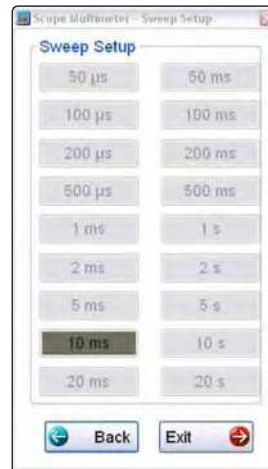 Scope Multimeter - Sweep Setup
Sweep Setup
50 µs 50 ms
100 µs 100 ms
200 µs 200 ms
500 µs 500 ms
1 ms 1 s
2 ms 2 s
5 ms 5 s
10 ms 10 s
20 ms 20 s
Back Exit